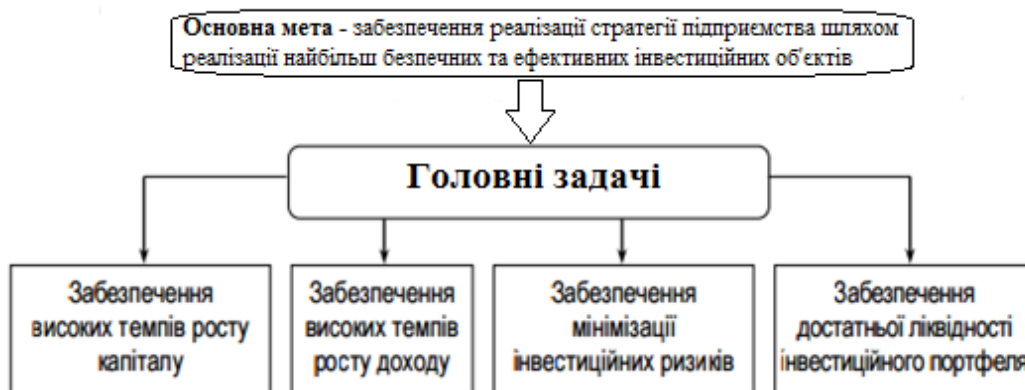 Основна мета - забезпечення реалізації стратегії підприємства шляхом
реалізації найбільш безпечних та ефективних інвестиційних об'єктів
Головні задачі
Забезпечення
високих темпів росту
капіталу
Забезпечення
високих темпів
росту доходу
Забезпечення
мінімізації
інвестиційних ризиків
Забезпечення
достатньої ліквідності
інвестиційного портфеля